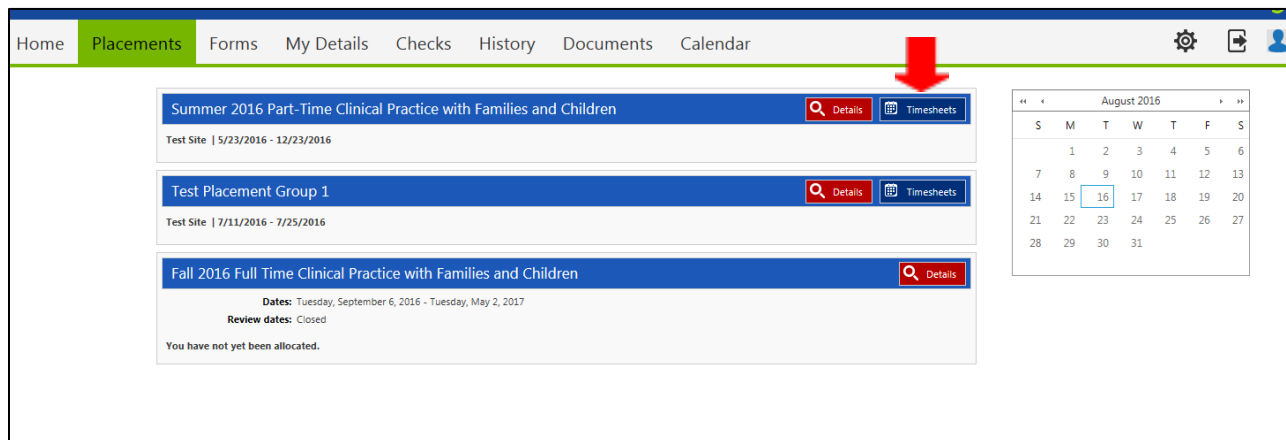 Home Placements Forms My Details Checks History Documents Calendar
Summer 2016 Part-Time Clinical Practice with Families and Children Details Timesheets
Test Site | 5/23/2016 - 12/23/2016
Test Placement Group 1 Details Timesheets
Test Site | 7/11/2016 - 7/25/2016
Fall 2016 Full Time Clinical Practice with Families and Children Details
Dates: Tuesday, September 6, 2016 - Tuesday, May 2, 2017
Review dates: Closed
You have not yet been allocated.
August 2016
S M T W T F S
1 2 3 4 5 6
7 8 9 10 11 12 13
14 15 16 17 18 19 20
21 22 23 24 25 26 27
28 29 30 31